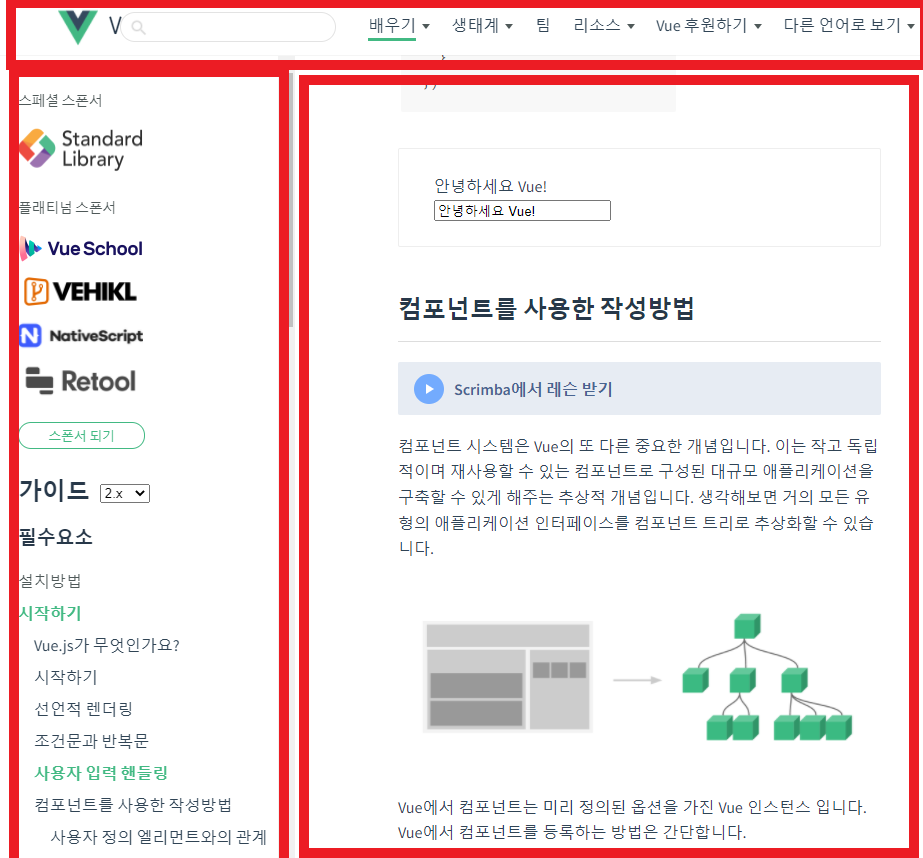 V
배우기 생태계 팀 리소스 Vue 후원하기 다른 언어로 보기
스페셜 스폰서
Standard
Library
플래티넘 스폰서
Vue School
VEHIKL
NativeScript
Retool
스폰서 되기
가이드 2.x
필수요소
설치방법
시작하기
Vue.js가 무엇인가요?
시작하기
선언적 렌더링
조건문과 반복문
사용자 입력 핸들링
컴포넌트를 사용한 작성방법
사용자 정의 엘리먼트와의 관계
안녕하세요 Vue!
안녕하세요 Vue!
컴포넌트를 사용한 작성방법
Scrimba에서 레슨 받기
컴포넌트 시스템은 Vue의 또 다른 중요한 개념입니다. 이는 작고 독립
적이며 재사용할 수 있는 컴포넌트로 구성된 대규모 애플리케이션을
구축할 수 있게 해주는 추상적 개념입니다. 생각해보면 거의 모든 유
형의 애플리케이션 인터페이스를 컴포넌트 트리로 추상화할 수 있습
니다.
Vue에서 컴포넌트는 미리 정의된 옵션을 가진 Vue 인스턴스 입니다.
Vue에서 컴포넌트를 등록하는 방법은 간단합니다.